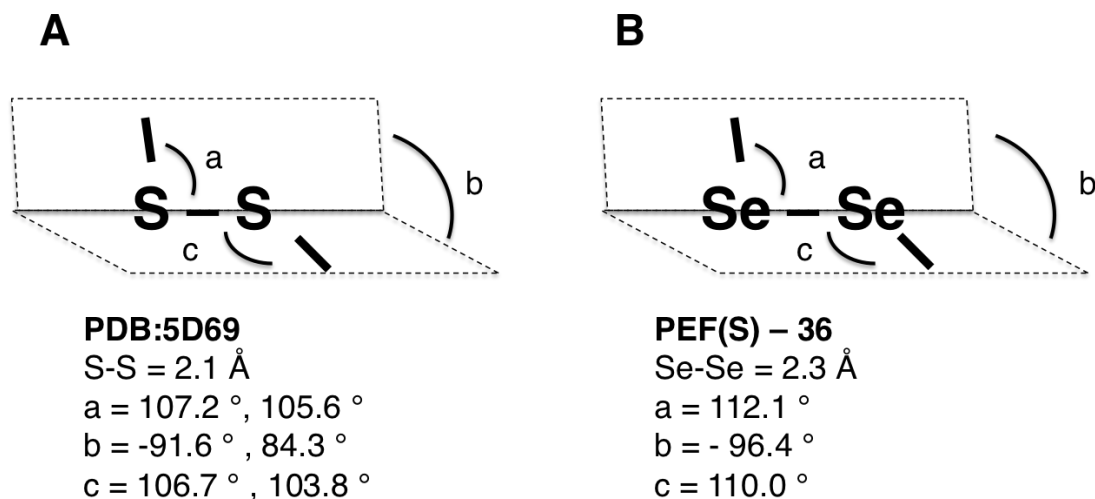 A
a
b
S – S
c
PDB:5D69
S-S = 2.1 Å
a = 107.2 °, 105.6 °
b = -91.6 ° , 84.3 °
c = 106.7 ° , 103.8 °
B
a
b
Se – Se
c
PEF(S) – 36
Se-Se = 2.3 Å
a = 112.1 °
b = - 96.4 °
c = 110.0 °